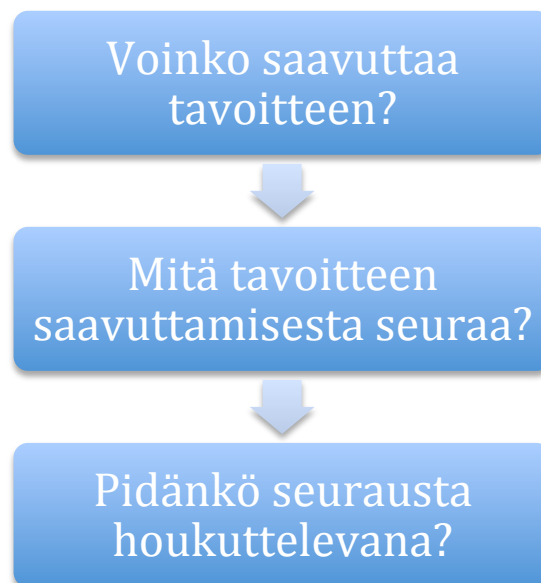 Voinko saavuttaa
tavoitteen?
Mitä tavoitteen
saavuttamisesta seuraa?
Pidänkö seurausta
houkuttelevana?